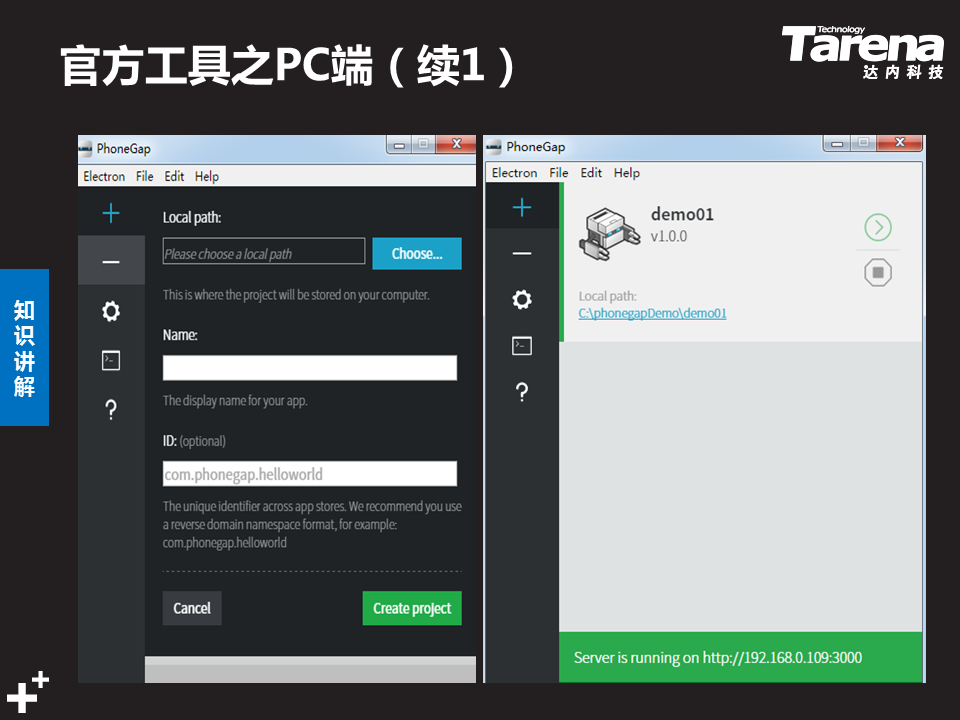 官方工具之PC端（续1）
Technology
Tarena
达内科技
知识讲解
PhoneGap
Electron File Edit Help
Local path:
Please choose a local path
Choose...
This is where the project will be stored on your computer.
Name:
The display name for your app.
ID: (optional)
com.phonegap.helloworld
The unique identifier across app stores. We recommend you use
a reverse domain namespace format, for example:
com.phonegap.helloworld
Cancel
Create project
PhoneGap
Electron File Edit Help
demo01
v1.0.0
Local path:
C:\phonegapDemo\demo01
Server is running on http://192.168.0.109:3000